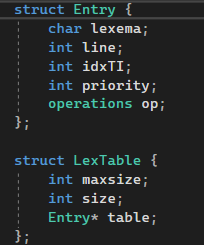 struct Entry {
char lexema;
int line;
int idxTI;
int priority;
operations op;
};
struct LexTable {
int maxsize;
int size;
Entry* table;
};